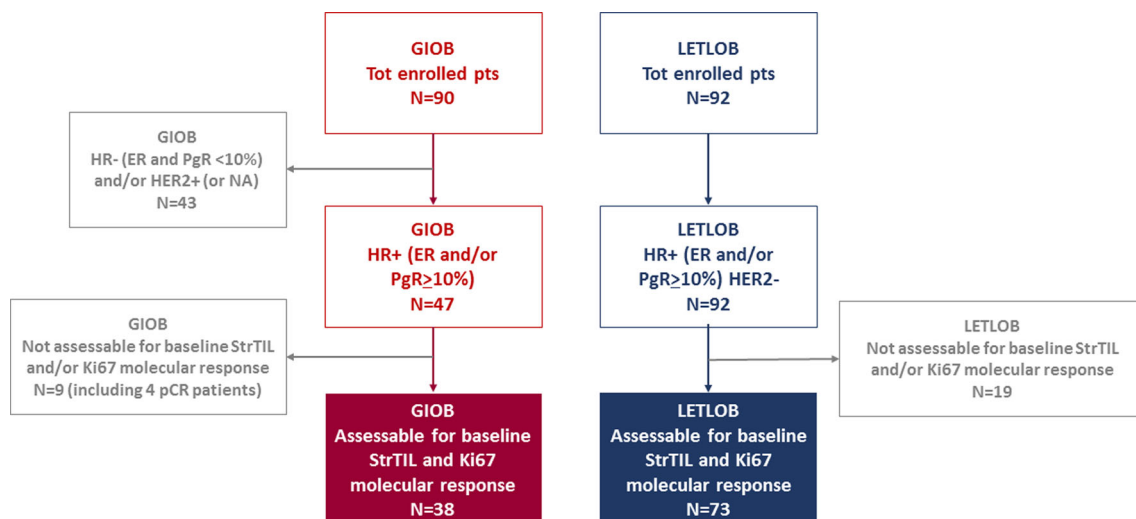 GIOB
Tot enrolled pts
N=90
LETLOB
Tot enrolled pts
N=92
GIOB
HR- (ER and PgR <10%)
and/or HER2+ (or NA)
N=43
GIOB
HR+ (ER and/or
PgR≥10%)
N=47
LETLOB
HR+ (ER and/or
PgR≥10%) HER2-
N=92
GIOB
Not assessable for baseline StrTIL
and/or Ki67 molecular response
N=9 (including 4 pCR patients)
LETLOB
Not assessable for baseline StrTIL
and/or Ki67 molecular response
N=19
GIOB
Assessable for baseline
StrTIL and Ki67
molecular response
N=38
LETLOB
Assessable for baseline
StrTIL and Ki67
molecular response
N=73